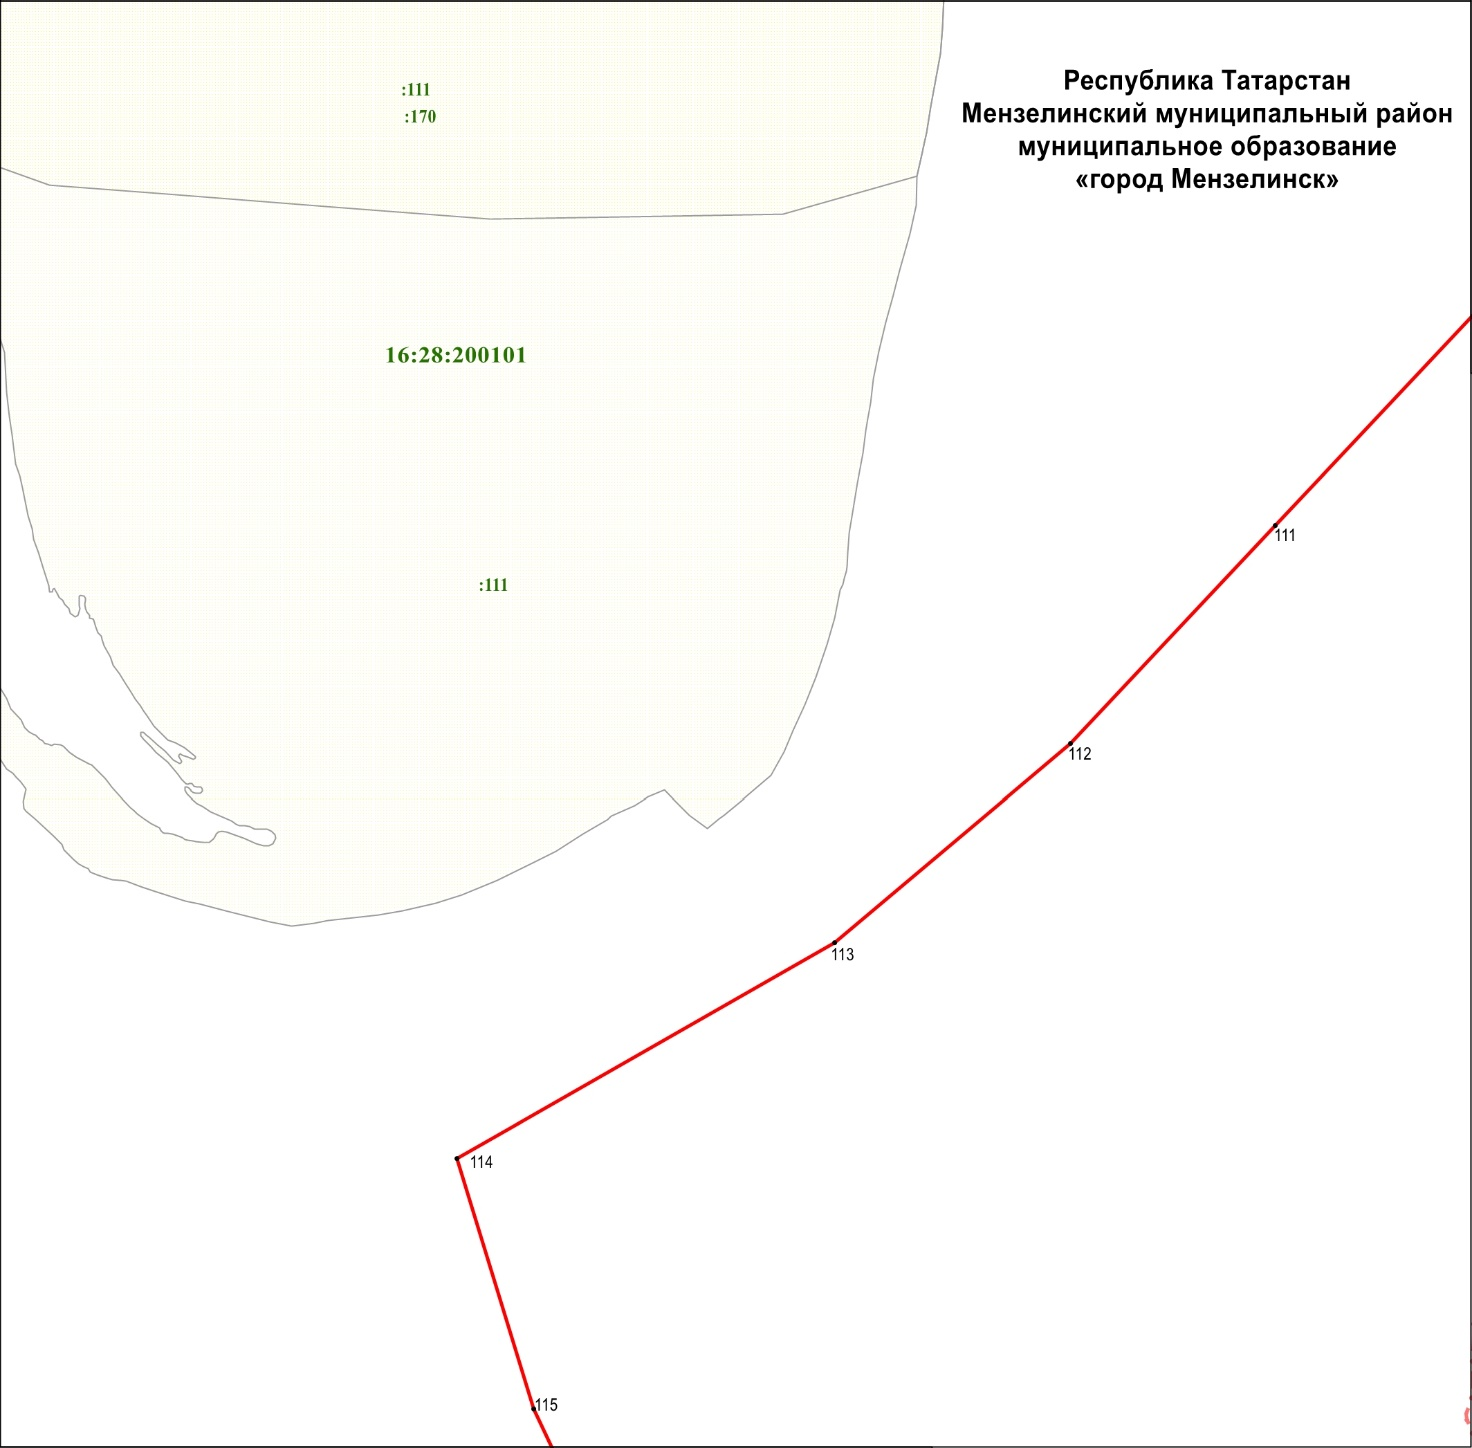 Республика Татарстан
Мензелинский муниципальный район
муниципальное образование
«город Мензелинск»
:111
:170
16:28:200101
:111
111
112
113
114
115